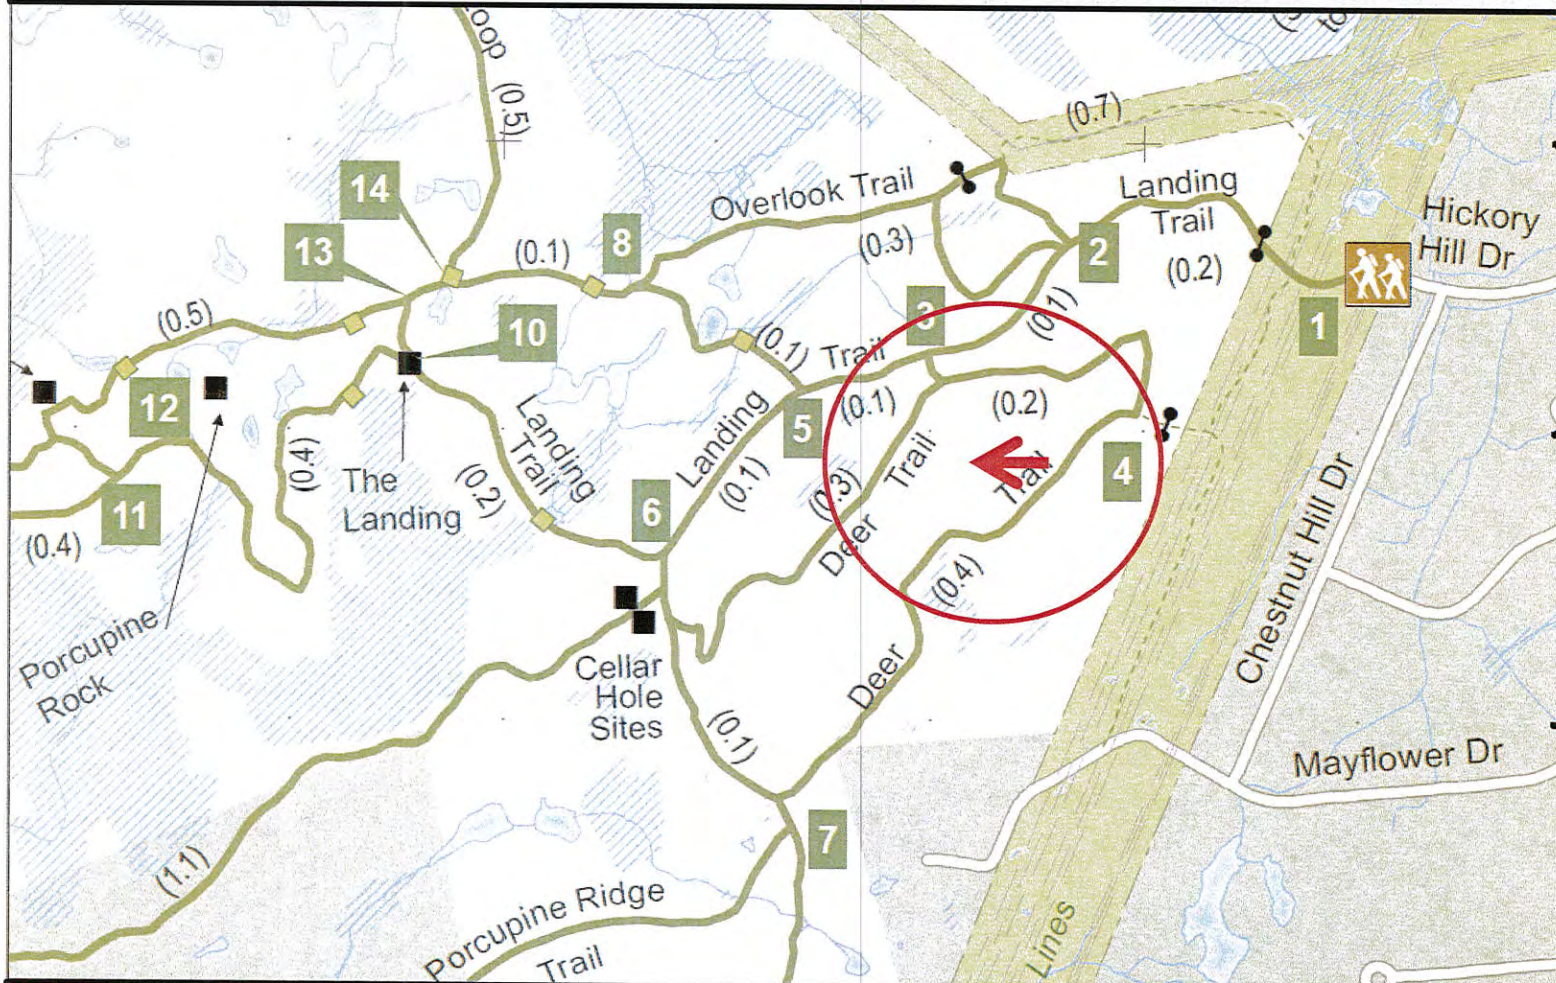 Loop
(0.5)
(0.7)
14
13
8
(0.1)
Overlook Trail
(0.3)
Landing
Trail
(0.2)
2
Hickory
Hill Dr
1
(0.5)
10
3
(0.1)
(0.1)
Trail
(0.1)
5
(0.2)
12
11
(0.4)
(0.4)
The
Landing
Landing
Trail
(0.2)
6
Landing
(0.1)
(0.3)
Deer
Trail
Trail
4
(0.4)
Deer
Porcupine
Rock
Cellar
Hole
Sites
(0.1)
Chestnut Hill Dr
Mayflower Dr
7
(1.1)
Porcupine Ridge
Trail
Lines